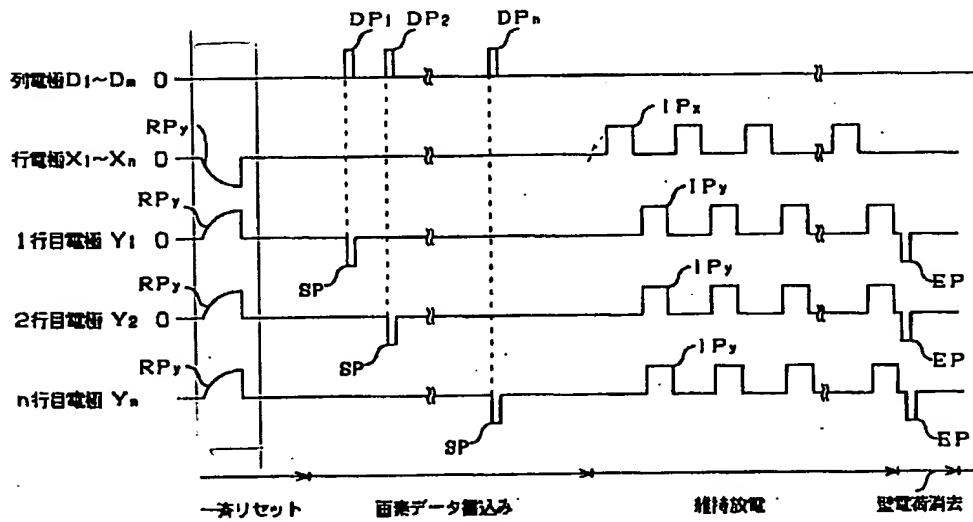 DP1 DP2 DPn
列電極D1~Dm 0
RPy IPx
行電極X1~Xn 0
RPy IPy
1行目電極 Y1 0
SP EP
RPy IPy
2行目電極 Y2 0
SP EP
RPy IPy
n行目電極 Yn
SP EP
一斉リセット 画素データ書込み 維持放電 壁電荷消去